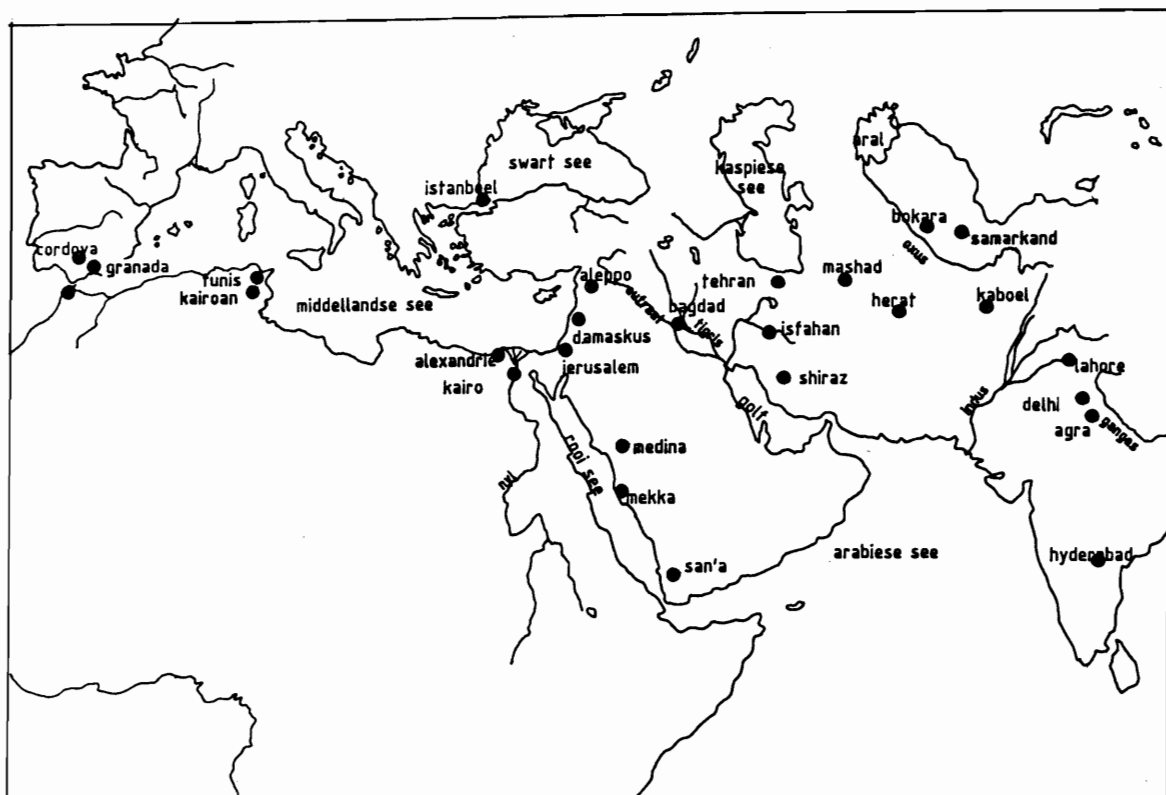 swart see
kaspiese
see
aral
istanbeel
bokara
samarkand
oxus
cordova
granada
tunis
kairoan
middellandse see
aleppo
eufraat
bagdad
tigris
tehran
mashad
herat
kaboel
isfahan
damaskus
jerusalem
alexandrie
kairo
shiraz
golf
indus
lahore
delhi
agra
ganges
nyl
rooi see
medina
mekka
san'a
arabiese see
hyderabad